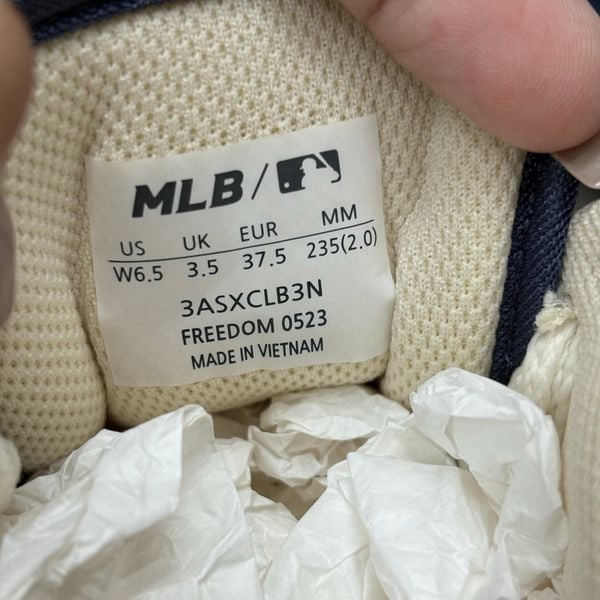 MLB /
US UK EUR MM
W6.5 3.5 37.5 235(2.0)
3ASXCLB3N
FREEDOM 0523
MADE IN VIETNAM